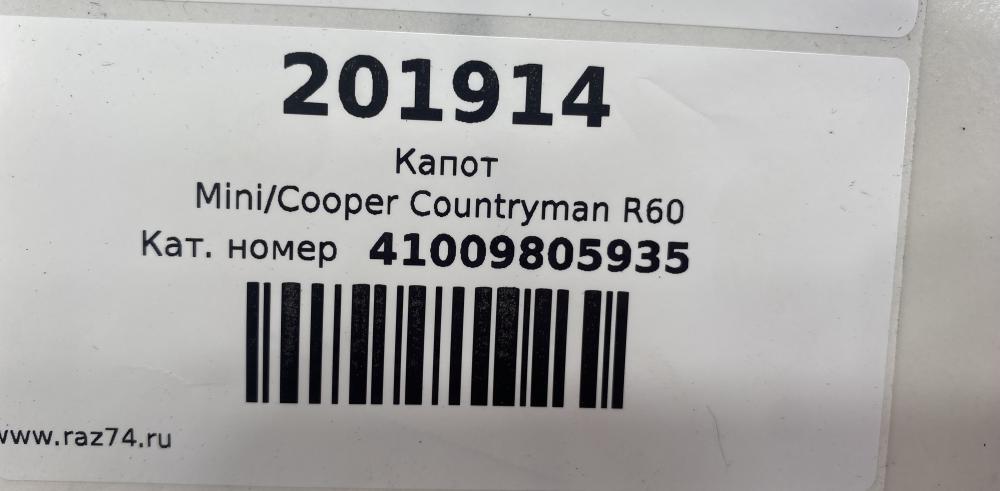 201914
Капот
Mini/Cooper Countryman R60
Кат. номер 41009805935
www.raz74.ru